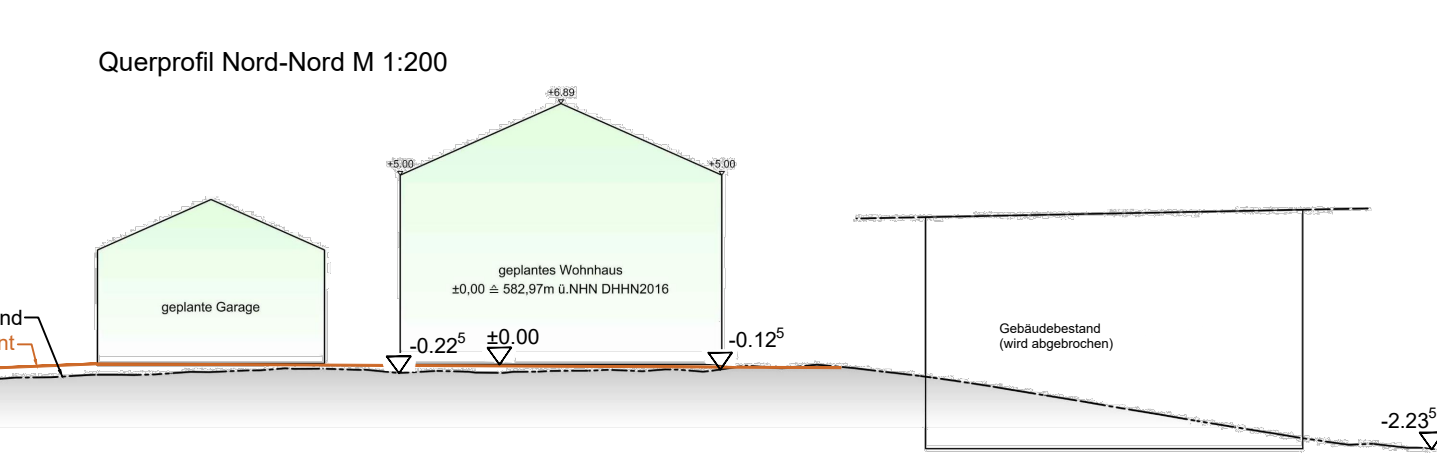 Querprofil Nord-Nord M 1:200
+6.89
+5.00
+5.00
geplantes Wohnhaus
±0,00 ≙ 582,97m ü.NHN DHHN2016
geplante Garage
nd
nt
-0.22⁵
±0.00
-0.12⁵
Gebäudebestand
(wird abgebrochen)
-2.23⁵